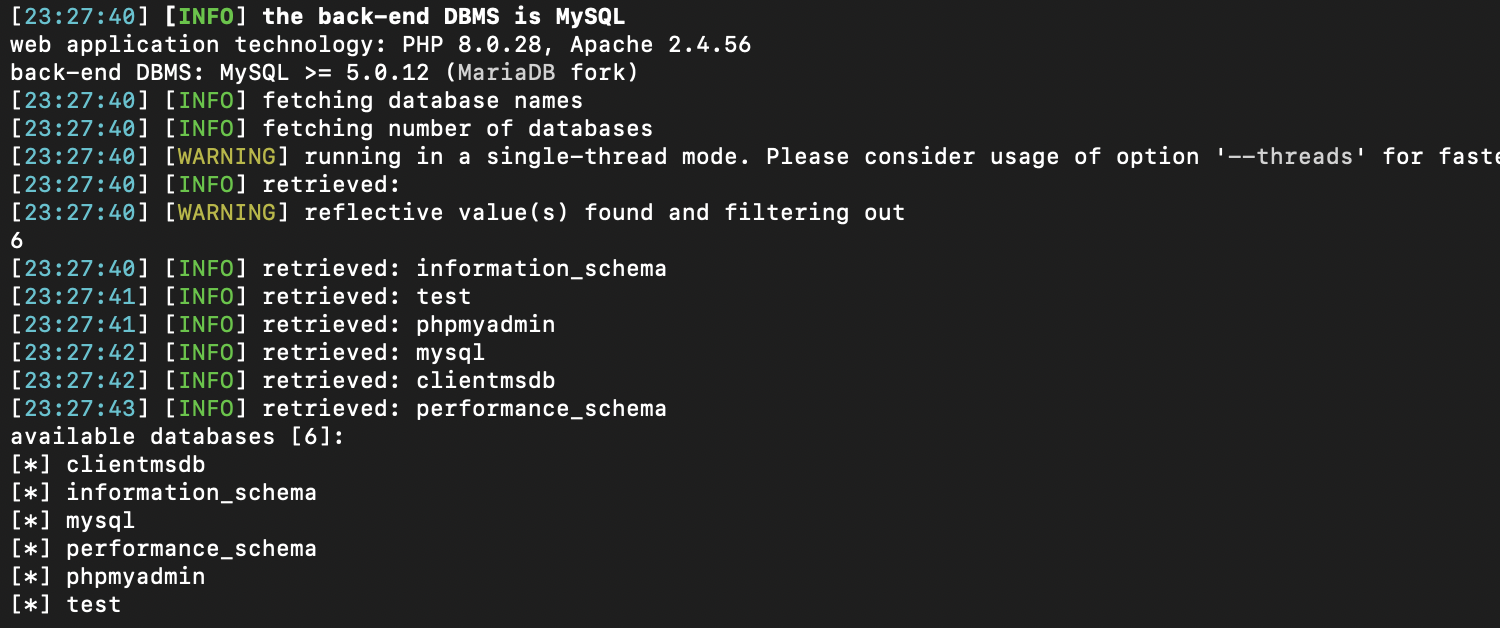 [23:27:40] [INFO] the back-end DBMS is MySQL
web application technology: PHP 8.0.28, Apache 2.4.56
back-end DBMS: MySQL >= 5.0.12 (MariaDB fork)
[23:27:40] [INFO] fetching database names
[23:27:40] [INFO] fetching number of databases
[23:27:40] [WARNING] running in a single-thread mode. Please consider usage of option '--threads' for faste
[23:27:40] [INFO] retrieved:
[23:27:40] [WARNING] reflective value(s) found and filtering out
6
[23:27:40] [INFO] retrieved: information_schema
[23:27:41] [INFO] retrieved: test
[23:27:41] [INFO] retrieved: phpmyadmin
[23:27:42] [INFO] retrieved: mysql
[23:27:42] [INFO] retrieved: clientmsdb
[23:27:43] [INFO] retrieved: performance_schema
available databases [6]:
[*] clientmsdb
[*] information_schema
[*] mysql
[*] performance_schema
[*] phpmyadmin
[*] test